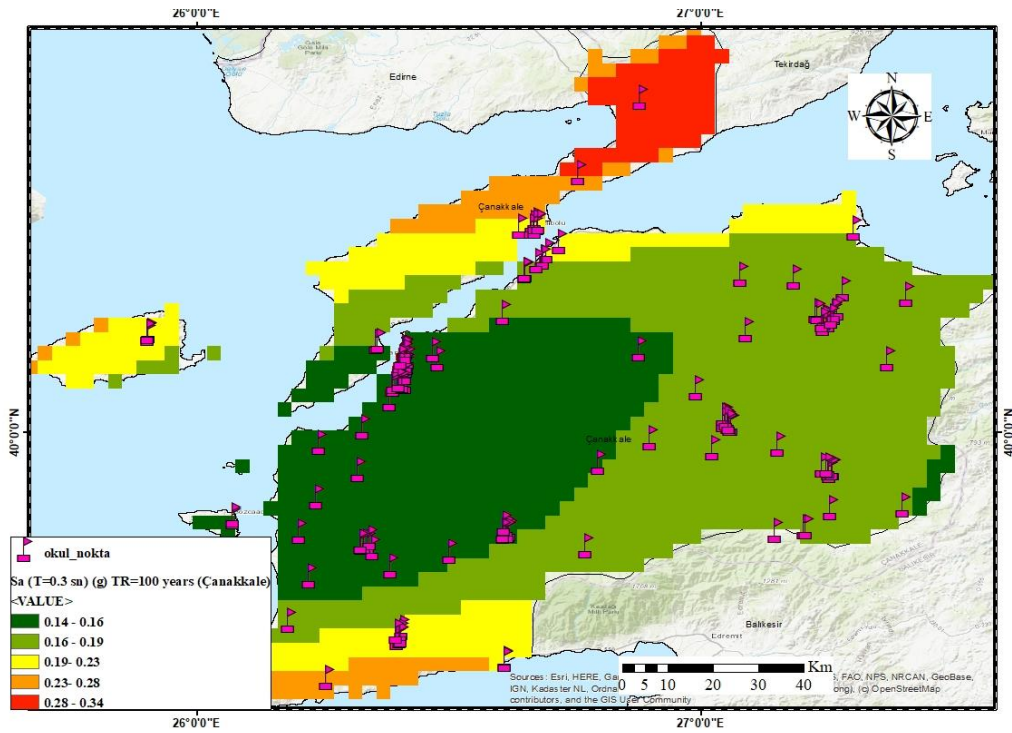 26°0'0"E
27°0'0"E
Edirne
Tekirdağ
N
W E
S
Çanakkale
40°0'0"N
40°0'0"N
Çanakkale
793 m
okul_nokta
Sa (T=0.3 sn) (g) TR=100 years (Çanakkale)
<VALUE>
0.14 - 0.16
0.16 - 0.19
0.19 - 0.23
0.23 - 0.28
0.28 - 0.34
ÇANAKKALE
BALIKESİR
Balıkesir
Edremit
Km
0 5 10 20 30 40
Sources: Esri, HERE, FAO, NPS, NRCAN, GeoBase,
IGN, Kadaster NL, (c) OpenStreetMap
contributors, and the GIS User Community
26°0'0"E
27°0'0"E